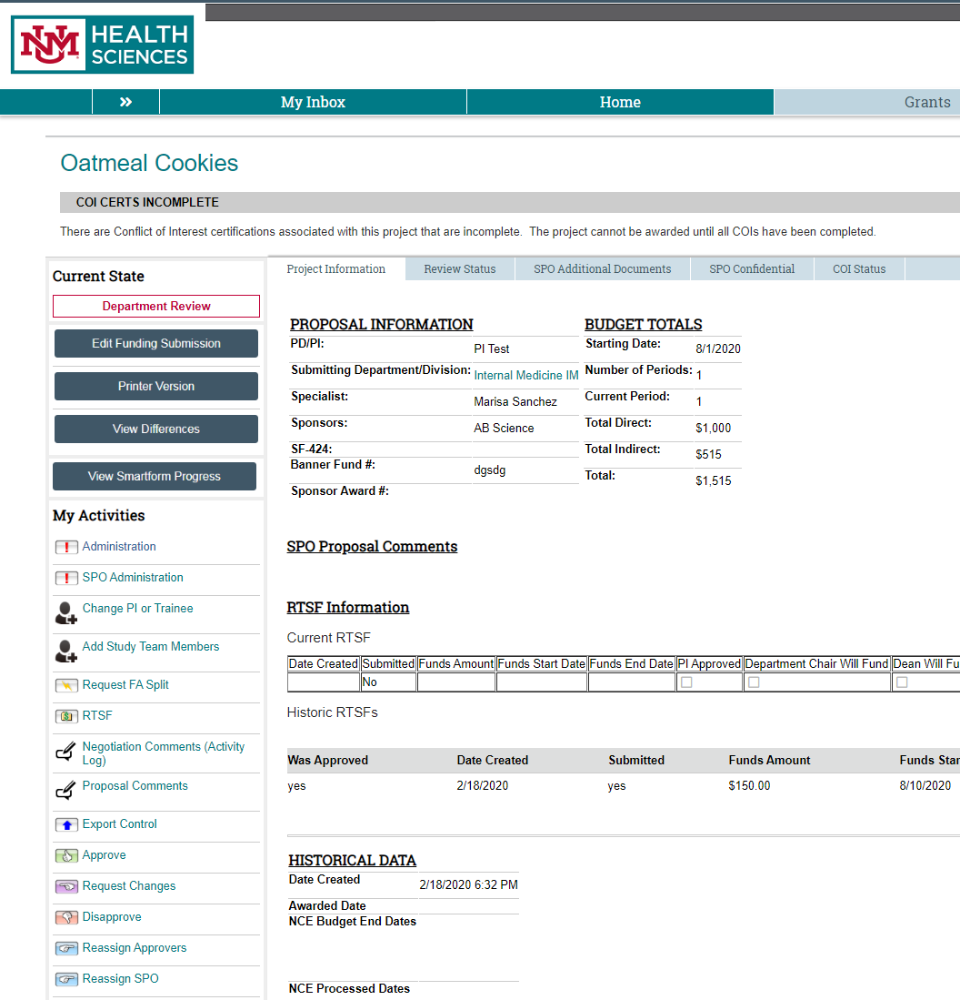 UNM HEALTH
SCIENCES
» My Inbox Home Grants
Oatmeal Cookies
COI CERTS INCOMPLETE
There are Conflict of Interest certifications associated with this project that are incomplete.  The project cannot be awarded until all COIs have been completed.
Current State
Department Review
Edit Funding Submission
Printer Version
View Differences
View Smartform Progress
My Activities
Administration
SPO Administration
Change PI or Trainee
Add Study Team Members
Request FA Split
RTSF
Negotiation Comments (Activity
Log)
Proposal Comments
Export Control
Approve
Request Changes
Disapprove
Reassign Approvers
Reassign SPO
Project Information Review Status SPO Additional Documents SPO Confidential COI Status
PROPOSAL INFORMATION
PD/PI: PI Test
Submitting Department/Division: Internal Medicine IM
Specialist: Marisa Sanchez
Sponsors: AB Science
SF-424:
Banner Fund #: dgsdg
Sponsor Award #:
BUDGET TOTALS
Starting Date: 8/1/2020
Number of Periods: 1
Current Period: 1
Total Direct: $1,000
Total Indirect: $515
Total: $1,515
SPO Proposal Comments
RTSF Information
Current RTSF
Date Created Submitted Funds Amount Funds Start Date Funds End Date PI Approved Department Chair Will Fund Dean Will Fu
No
Historic RTSFs
Was Approved Date Created Submitted Funds Amount Funds Star
yes 2/18/2020 yes $150.00 8/10/2020
HISTORICAL DATA
Date Created 2/18/2020 6:32 PM
Awarded Date
NCE Budget End Dates
NCE Processed Dates